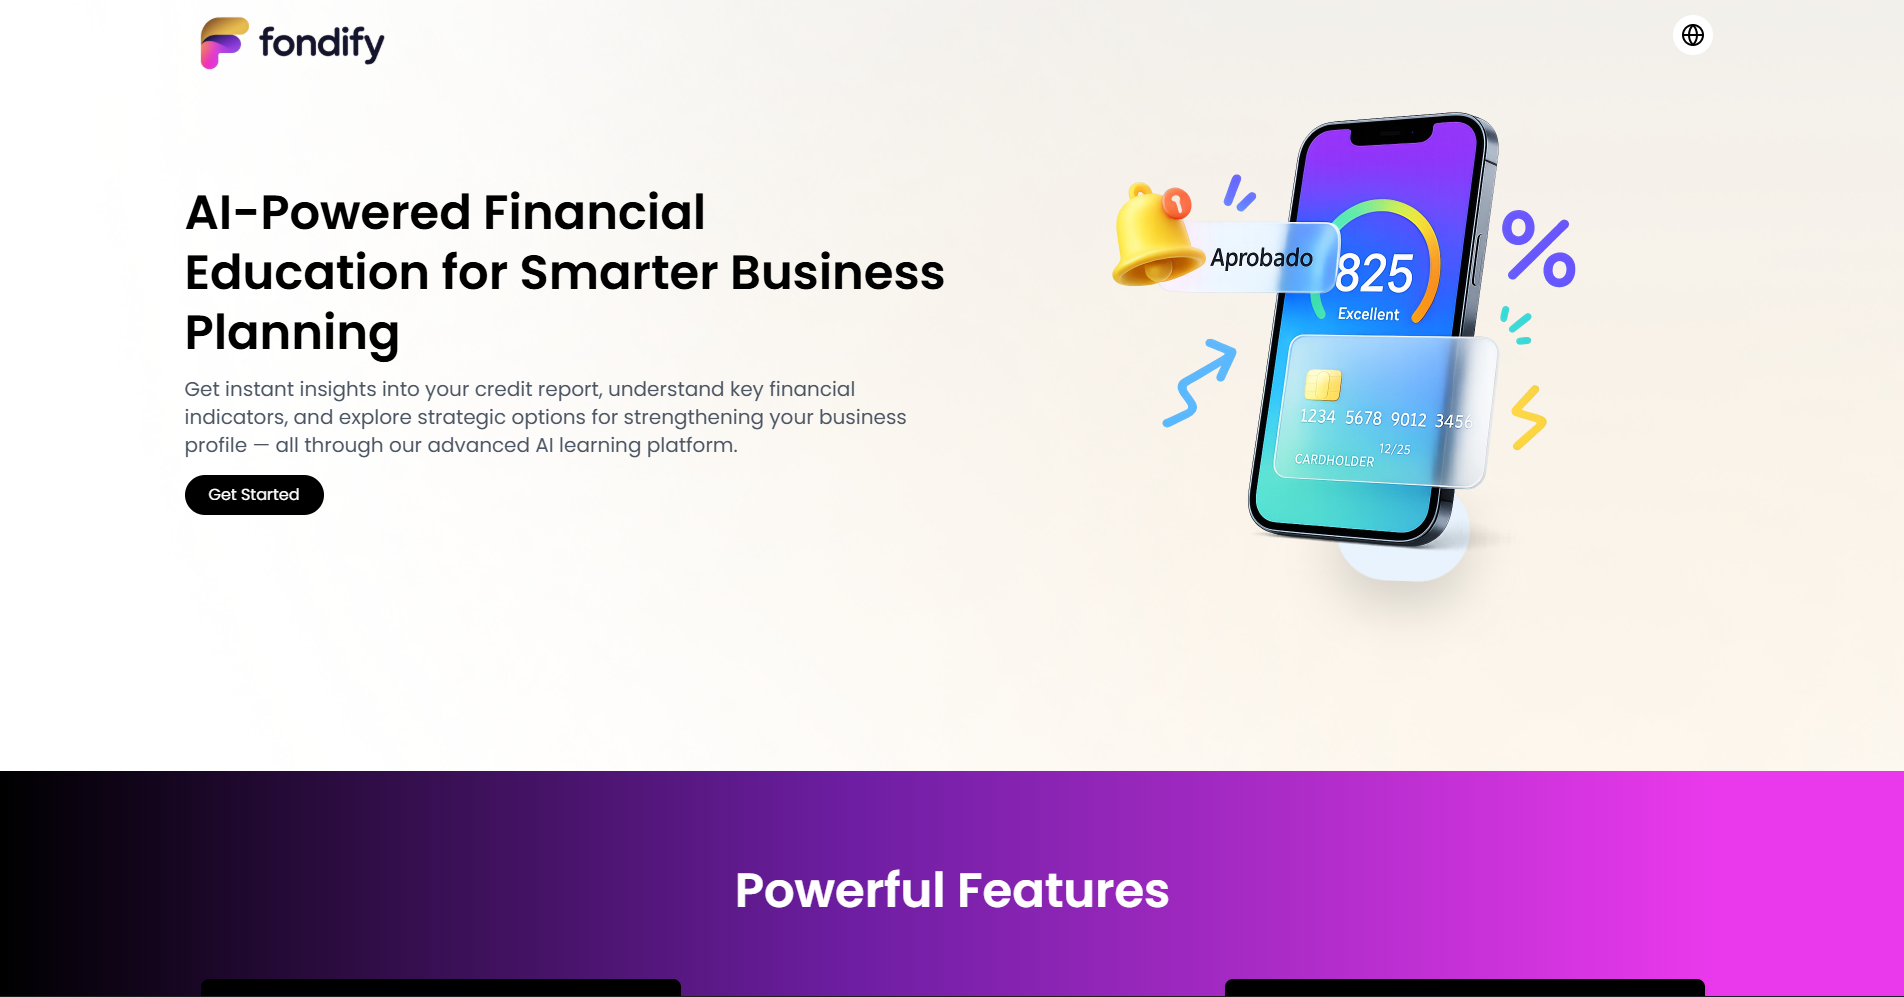 fondify
AI-Powered Financial
Education for Smarter Business
Planning
Get instant insights into your credit report, understand key financial
indicators, and explore strategic options for strengthening your business
profile — all through our advanced AI learning platform.
Get Started
Aprobado
825
Excellent
1234 5678 9012 3456
12/25
CARDHOLDER
%
Powerful Features